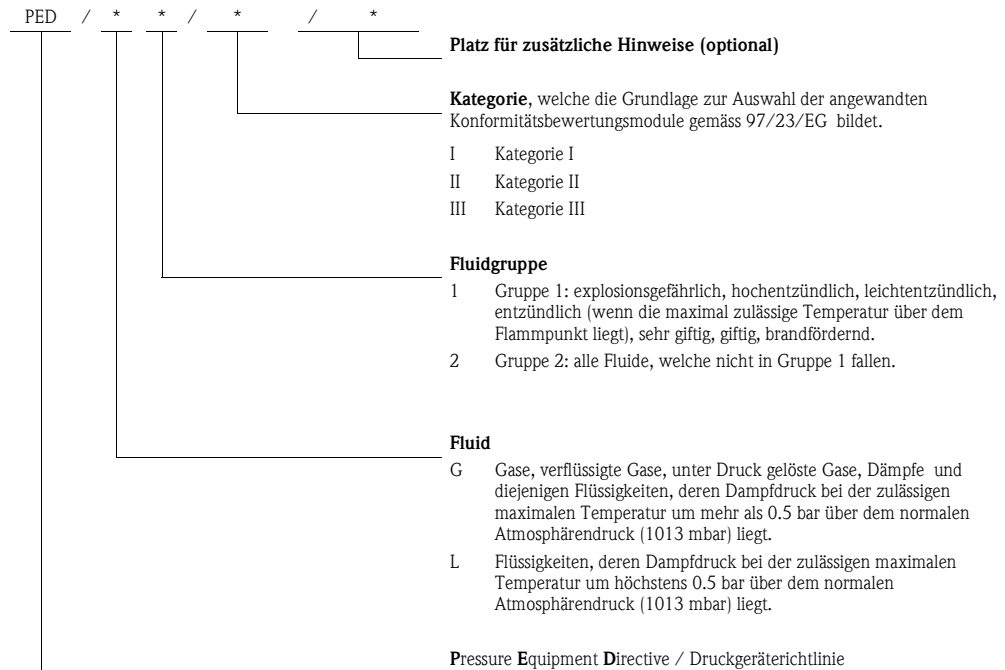 PED / * * / * / *
Platz für zusätzliche Hinweise (optional)
Kategorie, welche die Grundlage zur Auswahl der angewandten
Konformitätsbewertungsmodule gemäss 97/23/EG bildet.
I Kategorie I
II Kategorie II
III Kategorie III
Fluidgruppe
1 Gruppe 1: explosionsgefährlich, hochentzündlich, leichtentzündlich,
entzündlich (wenn die maximal zulässige Temperatur über dem
Flammpunkt liegt), sehr giftig, giftig, brandfördernd.
2 Gruppe 2: alle Fluide, welche nicht in Gruppe 1 fallen.
Fluid
G Gase, verflüssigte Gase, unter Druck gelöste Gase, Dämpfe und
diejenigen Flüssigkeiten, deren Dampfdruck bei der zulässigen
maximalen Temperatur um mehr als 0.5 bar über dem normalen
Atmosphärendruck (1013 mbar) liegt.
L Flüssigkeiten, deren Dampfdruck bei der zulässigen maximalen
Temperatur um höchstens 0.5 bar über dem normalen
Atmosphärendruck (1013 mbar) liegt.
Pressure Equipment Directive / Druckgeräterichtlinie